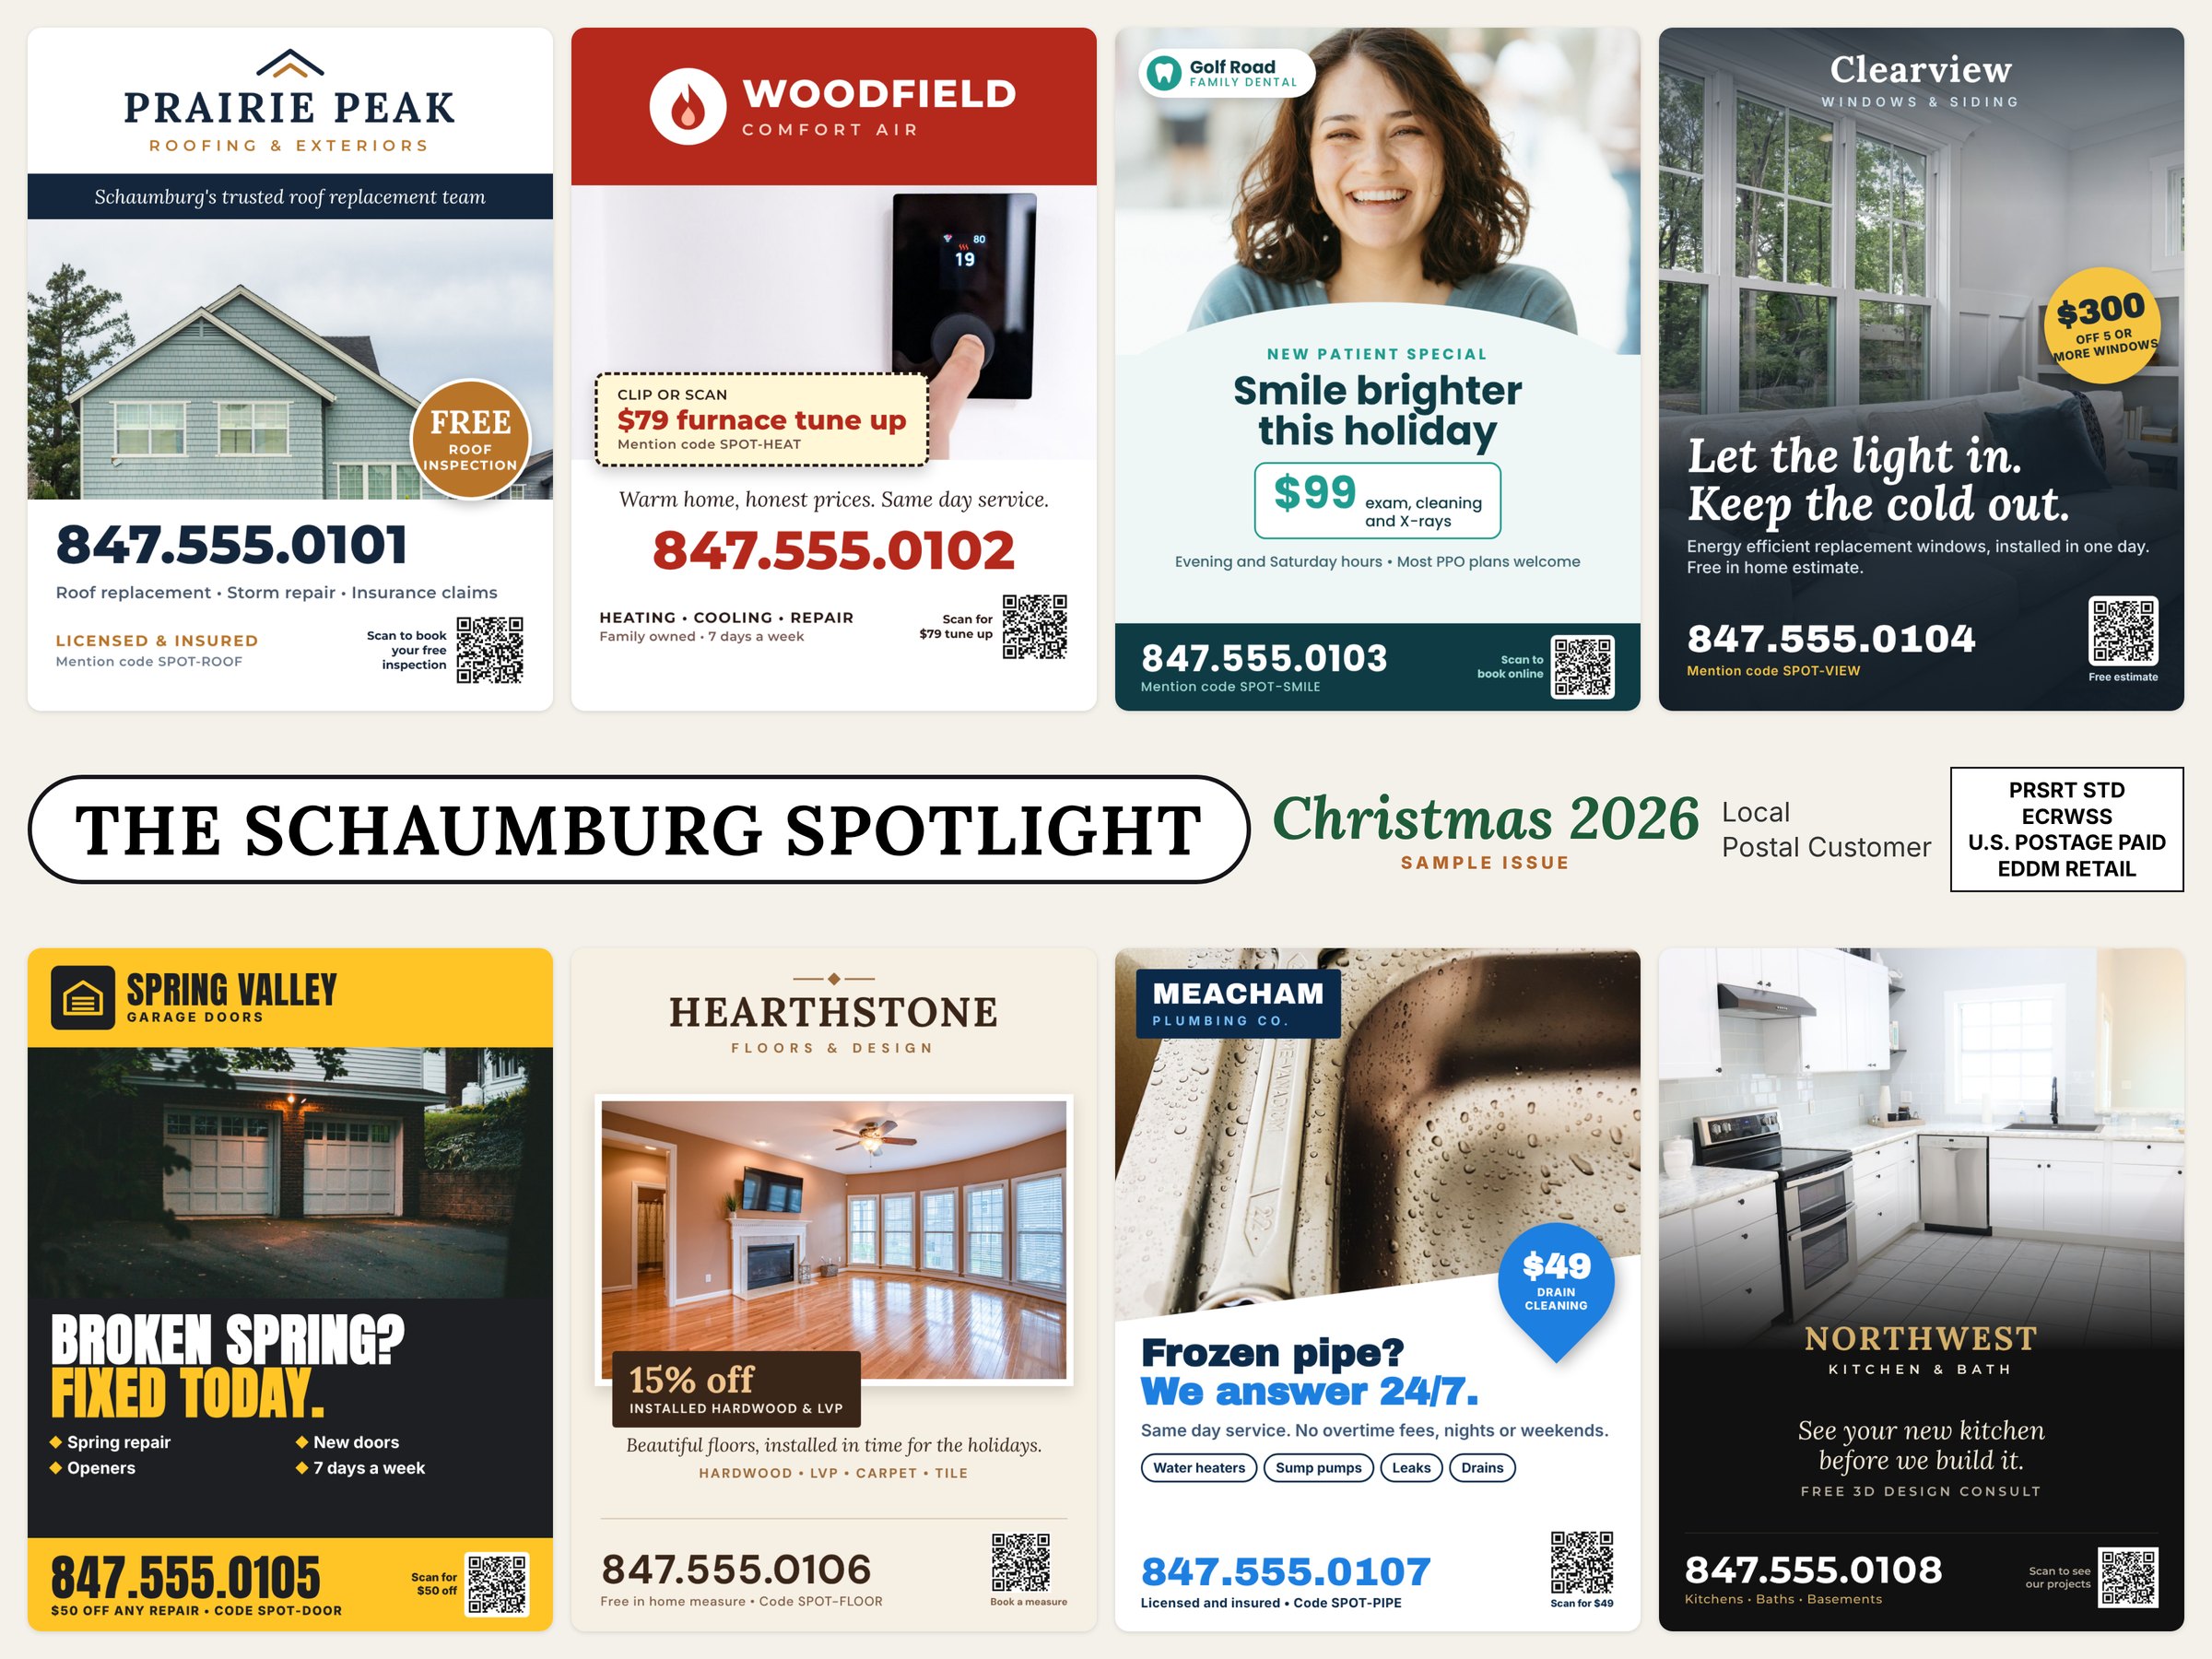 PRAIRIE PEAK
ROOFING & EXTERIORS
Schaumburg's trusted roof replacement team
FREE
ROOF
INSPECTION
847.555.0101
Roof replacement • Storm repair • Insurance claims
LICENSED & INSURED
Mention code SPOT-ROOF
Scan to book
your free
inspection
WOODFIELD
COMFORT AIR
80
19
CLIP OR SCAN
$79 furnace tune up
Mention code SPOT-HEAT
Warm home, honest prices. Same day service.
847.555.0102
HEATING • COOLING • REPAIR
Family owned • 7 days a week
Scan for
$79 tune up
Golf Road
FAMILY DENTAL
NEW PATIENT SPECIAL
Smile brighter
this holiday
$99 exam, cleaning
and X-rays
Evening and Saturday hours • Most PPO plans welcome
847.555.0103
Mention code SPOT-SMILE
Scan to
book online
Clearview
WINDOWS & SIDING
$300
OFF 5 OR
MORE WINDOWS
Let the light in.
Keep the cold out.
Energy efficient replacement windows, installed in one day.
Free in home estimate.
847.555.0104
Mention code SPOT-VIEW
Free estimate
THE SCHAUMBURG SPOTLIGHT
Christmas 2026
SAMPLE ISSUE
Local
Postal Customer
PRSRT STD
ECRWSS
U.S. POSTAGE PAID
EDDM RETAIL
SPRING VALLEY
GARAGE DOORS
BROKEN SPRING?
FIXED TODAY.
Spring repair
New doors
Openers
7 days a week
847.555.0105
$50 OFF ANY REPAIR • CODE SPOT-DOOR
Scan for
$50 off
HEARTHSTONE
FLOORS & DESIGN
15% off
INSTALLED HARDWOOD & LVP
Beautiful floors, installed in time for the holidays.
HARDWOOD • LVP • CARPET • TILE
847.555.0106
Free in home measure • Code SPOT-FLOOR
Book a measure
MEACHAM
PLUMBING CO.
$49
DRAIN
CLEANING
Frozen pipe?
We answer 24/7.
Same day service. No overtime fees, nights or weekends.
Water heaters
Sump pumps
Leaks
Drains
847.555.0107
Licensed and insured • Code SPOT-PIPE
Scan for $49
NORTHWEST
KITCHEN & BATH
See your new kitchen
before we build it.
FREE 3D DESIGN CONSULT
847.555.0108
Kitchens • Baths • Basements
Scan to see
our projects